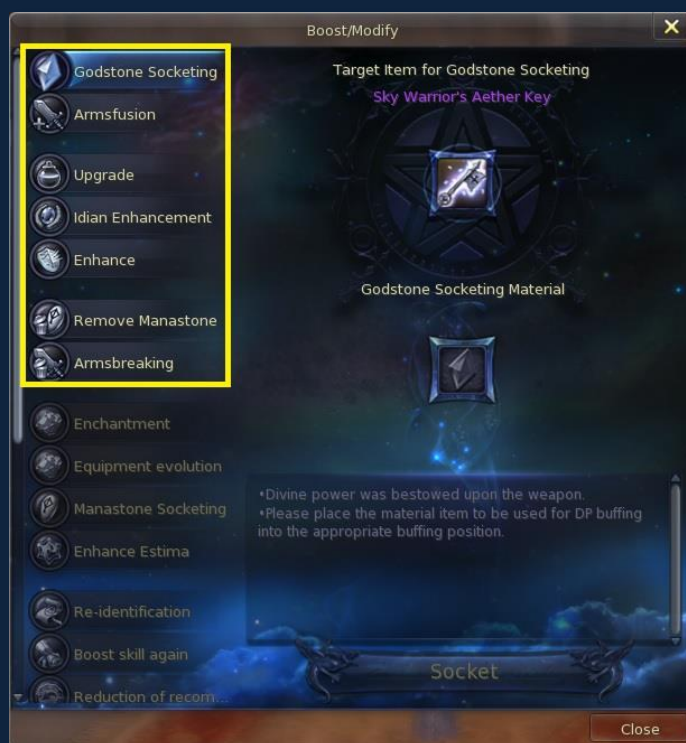 Boost/Modify
Godstone Socketing
Armsfusion
Upgrade
Idian Enhancement
Enhance
Remove Manastone
Armsbreaking
Enchantment
Equipment evolution
Manastone Socketing
Enhance Estima
Re-identification
Boost skill again
Reduction of recom...
Target Item for Godstone Socketing
Sky Warrior's Aether Key
Godstone Socketing Material
•Divine power was bestowed upon the weapon.
•Please place the material item to be used for DP buffing
into the appropriate buffing position.
Socket
Close